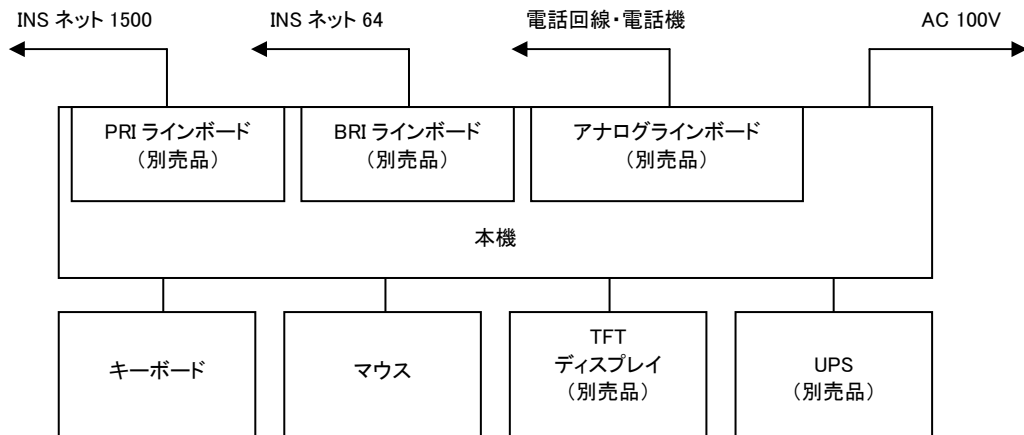 INS ネット 1500
INS ネット 64
電話回線・電話機
AC 100V
PRI ラインボード
（別売品）
BRI ラインボード
（別売品）
アナログラインボード
（別売品）
本機
キーボード
マウス
TFT
ディスプレイ
（別売品）
UPS
（別売品）